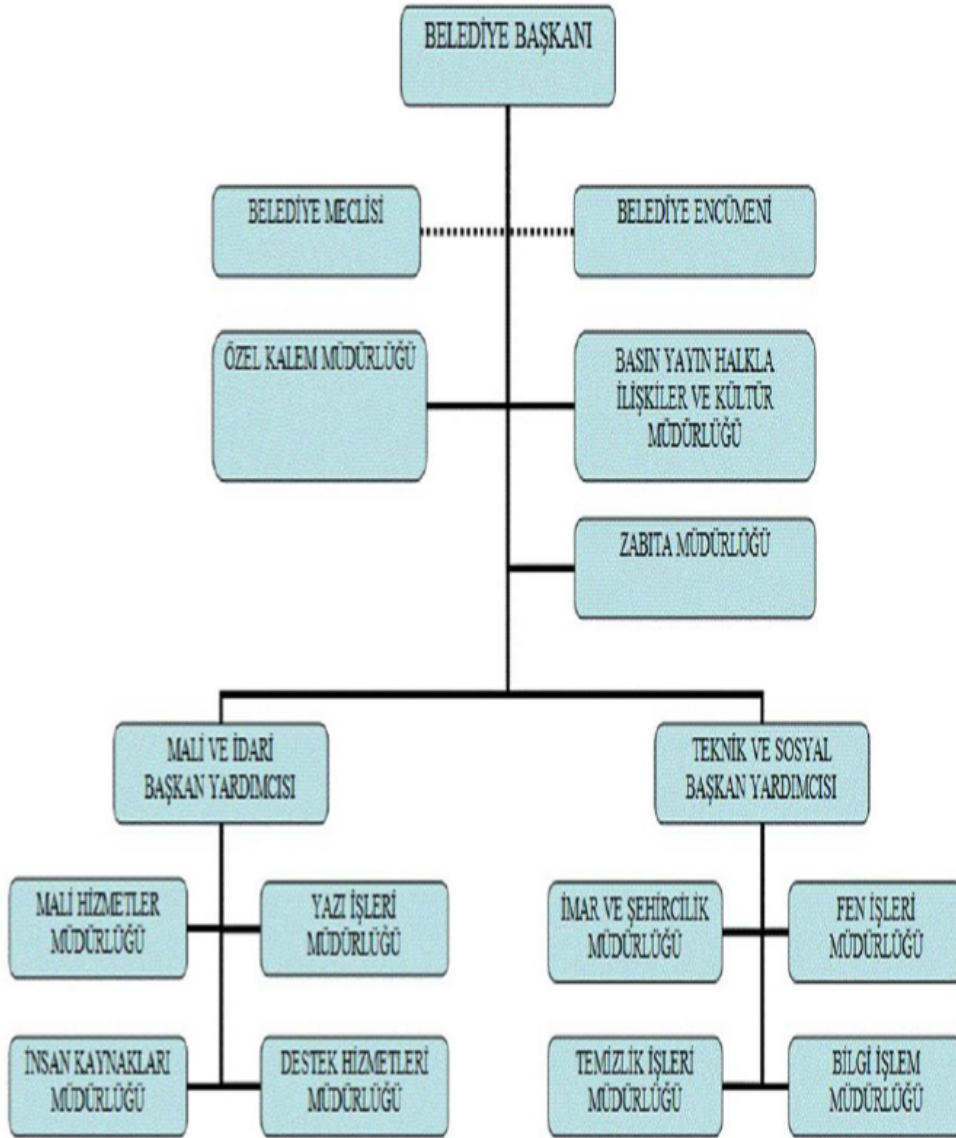 BELEDİYE BAŞKANI
BELEDİYE MECLİSİ
BELEDİYE ENCÜMENİ
ÖZEL KALEM MÜDÜRLÜĞÜ
BASIN YAYIN HALKLA
İLİŞKİLER VE KÜLTÜR
MÜDÜRLÜĞÜ
ZABITA MÜDÜRLÜĞÜ
MALİ VE İDARİ
BAŞKAN YARDIMCISI
TEKNİK VE SOSYAL
BAŞKAN YARDIMCISI
MALİ HİZMETLER
MÜDÜRLÜĞÜ
YAZI İŞLERİ
MÜDÜRLÜĞÜ
İMAR VE ŞEHİRCİLİK
MÜDÜRLÜĞÜ
FEN İŞLERİ
MÜDÜRLÜĞÜ
İNSAN KAYNAKLARI
MÜDÜRLÜĞÜ
DESTEK HİZMETLERİ
MÜDÜRLÜĞÜ
TEMİZLİK İŞLERİ
MÜDÜRLÜĞÜ
BİLGİ İŞLEM
MÜDÜRLÜĞÜ